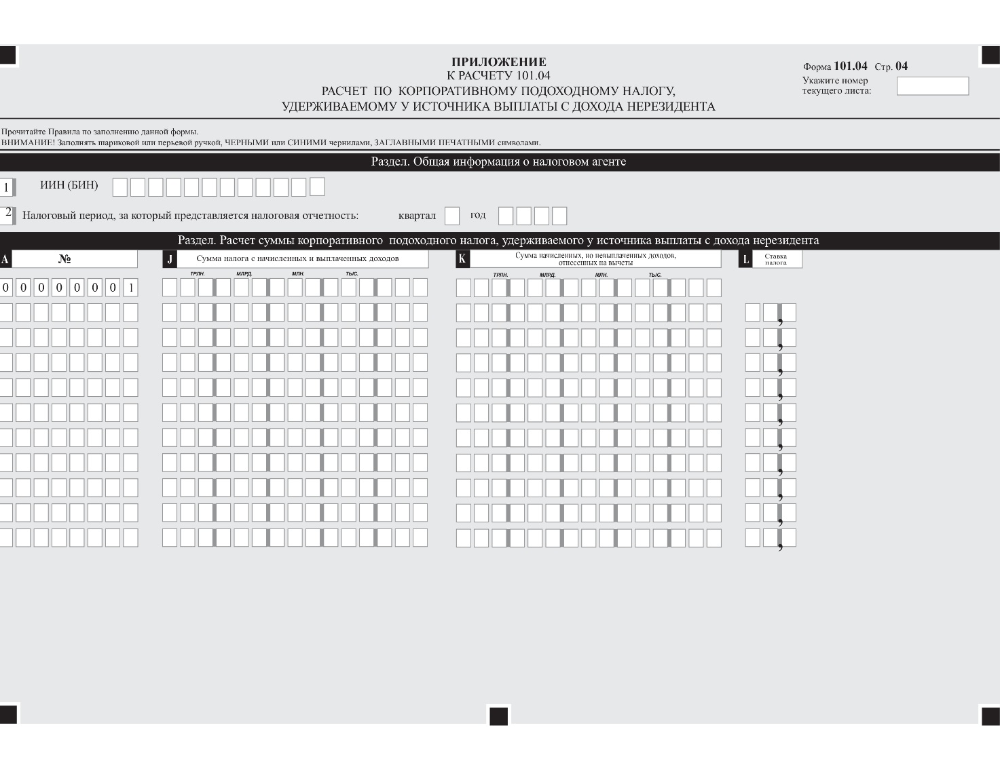 ПРИЛОЖЕНИЕ
К РАСЧЕТУ 101.04
РАСЧЕТ ПО КОРПОРАТИВНОМУ ПОДОХОДНОМУ НАЛОГУ,
УДЕРЖИВАЕМОМУ У ИСТОЧНИКА ВЫПЛАТЫ С ДОХОДА НЕРЕЗИДЕНТА
Форма 101.04 Стр. 04
Укажите номер
текущего листа:
Прочитайте Правила по заполнению данной формы.
ВНИМАНИЕ! Заполнять шариковой или перьевой ручкой, ЧЕРНЫМИ или СИНИМИ чернилами, ЗАГЛАВНЫМИ ПЕЧАТНЫМИ символами.
Раздел. Общая информация о налоговом агенте
1 ИИН (БИН)
2 Налоговый период, за который представляется налоговая отчетность: квартал год
Раздел. Расчет суммы корпоративного подоходного налога, удерживаемого у источника выплаты с дохода нерезидента
A №
J Сумма налога с начисленных и выплаченных доходов
K Сумма начисленных, но невыплаченных доходов,
отнесенных на вычеты
L Ставка
налога
ТРЛН. МЛРД. МЛН. ТЫС. ТРЛН. МЛРД. МЛН. ТЫС.
0 0 0 0 0 0 0 1
,
,
,
,
,
,
,
,
,
,